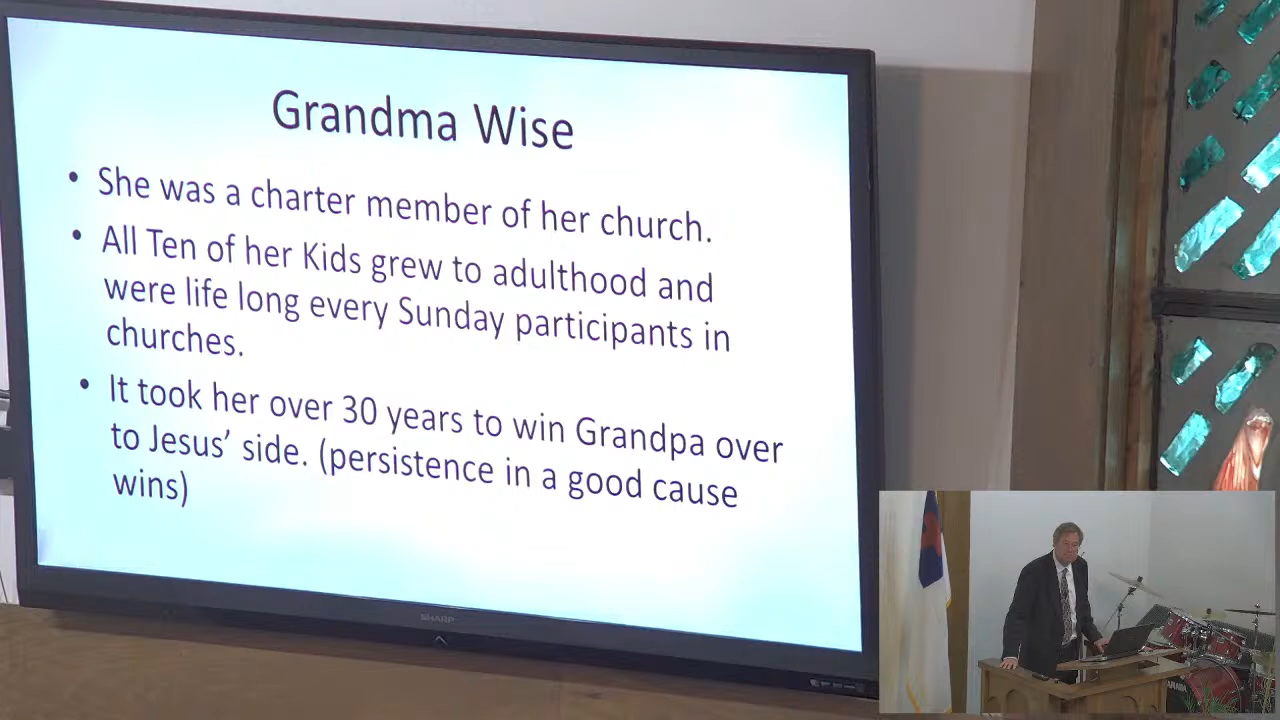 Grandma Wise
• She was a charter member of her church.
• All Ten of her Kids grew to adulthood and
were life long every Sunday participants in
churches.
• It took her over 30 years to win Grandpa over
to Jesus’ side. (persistence in a good cause
wins)
SHARP
YAMAHA